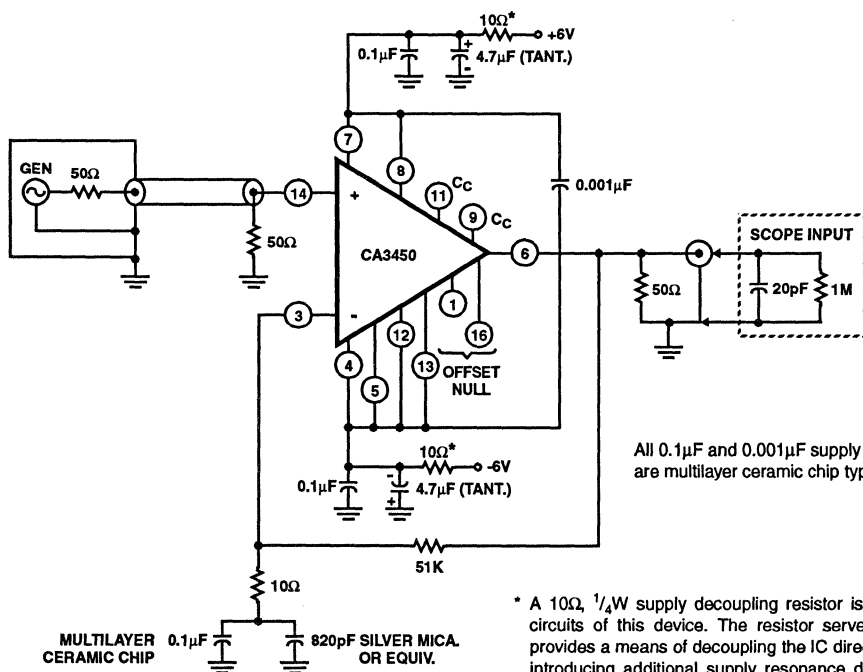 10Ω*
+6V
0.1μF
4.7μF (TANT.)
+
-
7
8
GEN
50Ω
14
+
11
CC
9
CC
0.001μF
50Ω
CA3450
6
SCOPE INPUT
50Ω
20pF
1M
3
-
1
12
16
4
13
OFFSET
NULL
5
10Ω*
-6V
0.1μF
-
+
4.7μF (TANT.)
All 0.1μF and 0.001μF supply
are multilayer ceramic chip typ
51K
10Ω
* A 10Ω, 1/4W supply decoupling resistor is
circuits of this device. The resistor serve
provides a means of decoupling the IC dire
introducing additional supply resonance d
MULTILAYER
CERAMIC CHIP
0.1μF
820pF SILVER MICA.
OR EQUIV.